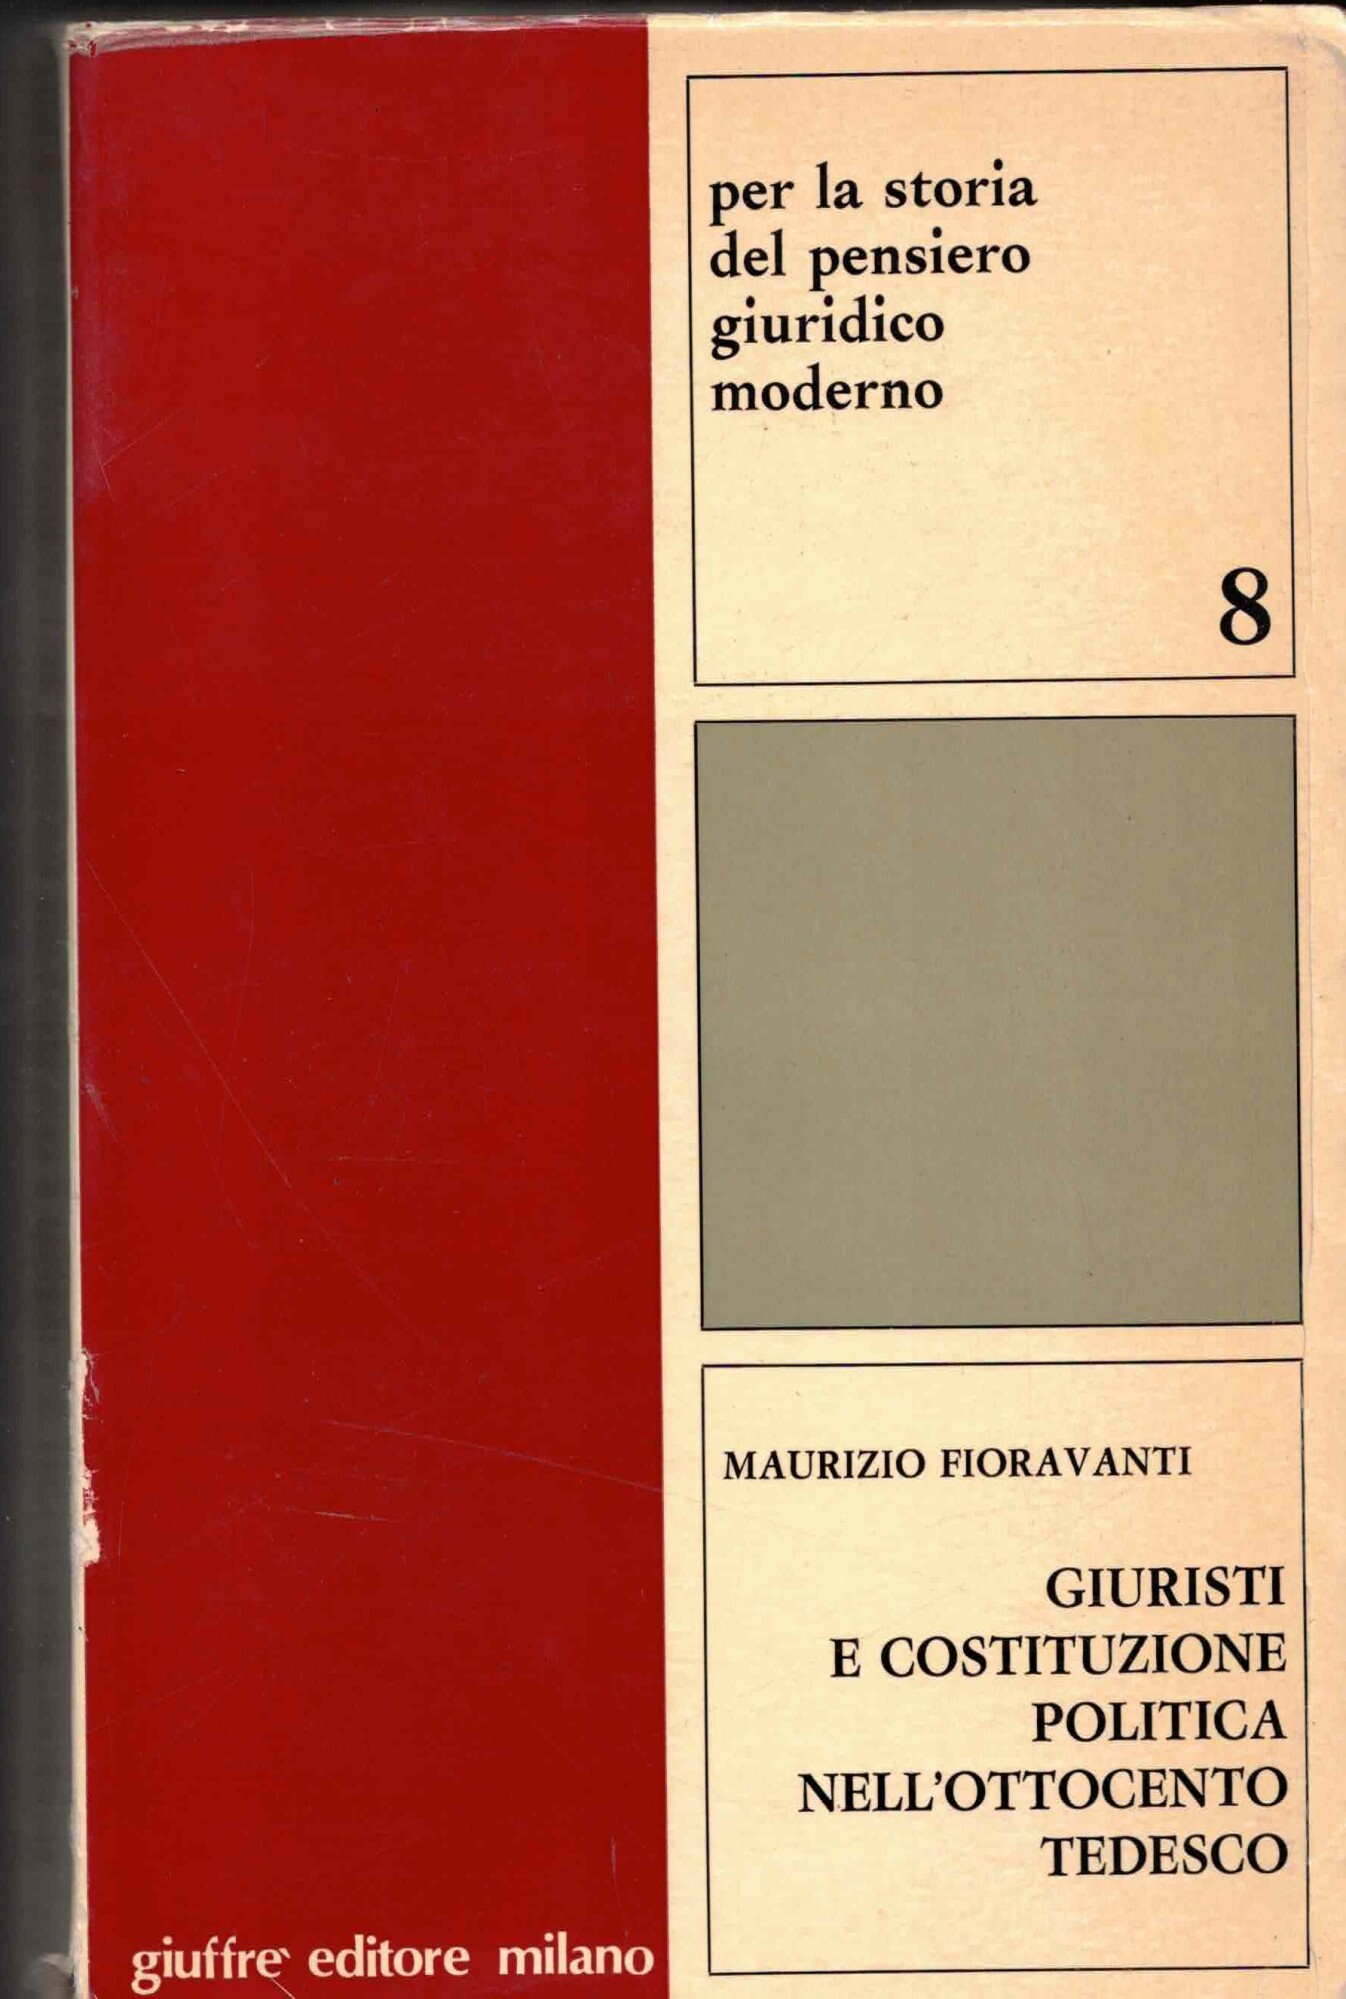 per la storia
del pensiero
giuridico
moderno
8
MAURIZIO FIORAVANTI
GIURISTI
E COSTITUZIONE
POLITICA
NELL'OTTOCENTO
TEDESCO
giuffrè editore milano